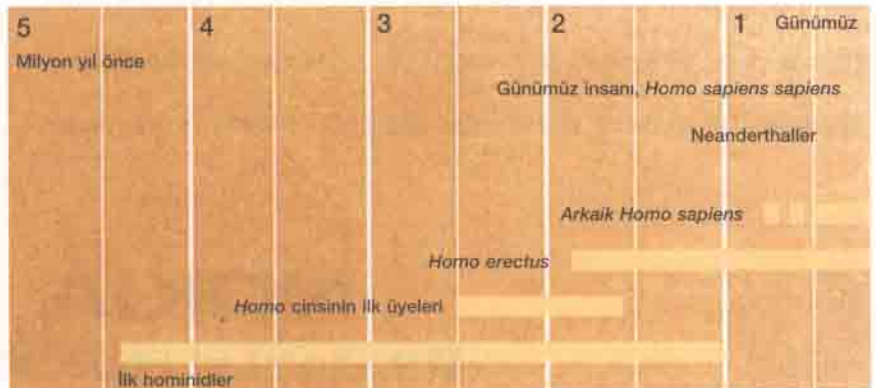 5 4 3 2 1 Günümüz
Milyon yıl önce
Günümüz insanı, Homo sapiens sapiens
Neanderthaller
Arkaik Homo sapiens
Homo erectus
Homo cinsinin ilk üyeleri
İlk hominidler